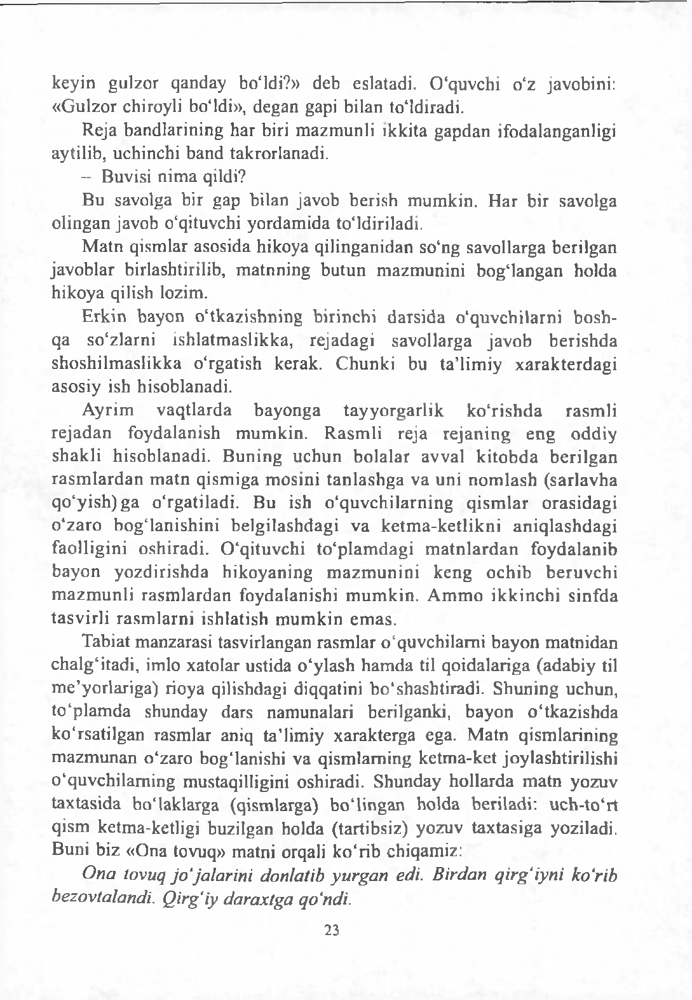 keyin gulzor qanday bo‘ldi?» deb eslatadi. O‘quvchi o‘z javobini:
«Gulzor chiroyli bo‘ldi», degan gapi bilan to‘ldiradi.
Reja bandlarining har biri mazmunli ikkita gapdan ifodalanganligi
aytilib, uchinchi band takrorlanadi.
– Buvisi nima qildi?
Bu savolga bir gap bilan javob berish mumkin. Har bir savolga
olingan javob o‘qituvchi yordamida to‘ldiriladi.
Matn qismlar asosida hikoya qilinganidan so‘ng savollarga berilgan
javoblar birlashtirilib, matnning butun mazmunini bog‘langan holda
hikoya qilish lozim.
Erkin bayon o‘tkazishning birinchi darsida o‘quvchilarni bosh-
qa so‘zlarni ishlatmaslikka, rejadagi savollarga javob berishda
shoshilmaslikka o‘rgatish kerak. Chunki bu ta’limiy xarakterdagi
asosiy ish hisoblanadi.
Ayrim vaqtlarda bayonga tayyorgarlik ko‘rishda rasmli
rejadan foydalanish mumkin. Rasmli reja rejaning eng oddiy
shakli hisoblanadi. Buning uchun bolalar avval kitobda berilgan
rasmlardan matn qismiga mosini tanlashga va uni nomlash (sarlavha
qo‘yish)ga o‘rgatiladi. Bu ish o‘quvchilarning qismlar orasidagi
o‘zaro bog‘lanishini belgilashdagi va ketma-ketlikni aniqlashdagi
faolligini oshiradi. O‘qituvchi to‘plamdagi matnlardan foydalanib
bayon yozdirishda hikoyaning mazmunini keng ochib beruvchi
mazmunli rasmlardan foydalanishi mumkin. Ammo ikkinchi sinfda
tasvirli rasmlarni ishlatish mumkin emas.
Tabiat manzarasi tasvirlangan rasmlar o‘quvchilarni bayon matnidan
chalg‘itadi, imlo xatolar ustida o‘ylash hamda til qoidalariga (adabiy til
me’yorlariga) rioya qilishdagi diqqatini bo‘shashtiradi. Shuning uchun,
to‘plamda shunday dars namunalari berilganki, bayon o‘tkazishda
ko‘rsatilgan rasmlar aniq ta’limiy xarakterga ega. Matn qismlarining
mazmunan o‘zaro bog‘lanishi va qismlarning ketma-ket joylashtirilishi
o‘quvchilarning mustaqilligini oshiradi. Shunday hollarda matn yozuv
taxtasida bo‘laklarga (qismlarga) bo‘lingan holda beriladi: uch-to‘rt
qism ketma-ketligi buzilgan holda (tartibsiz) yozuv taxtasiga yoziladi.
Buni biz «Ona tovuq» matni orqali ko‘rib chiqamiz:
Ona tovuq jo‘jalarini donlatib yurgan edi. Birdan qirg‘iyni ko‘rib
bezovtalandi. Qirg‘iy daraxtga qo‘ndi.
23